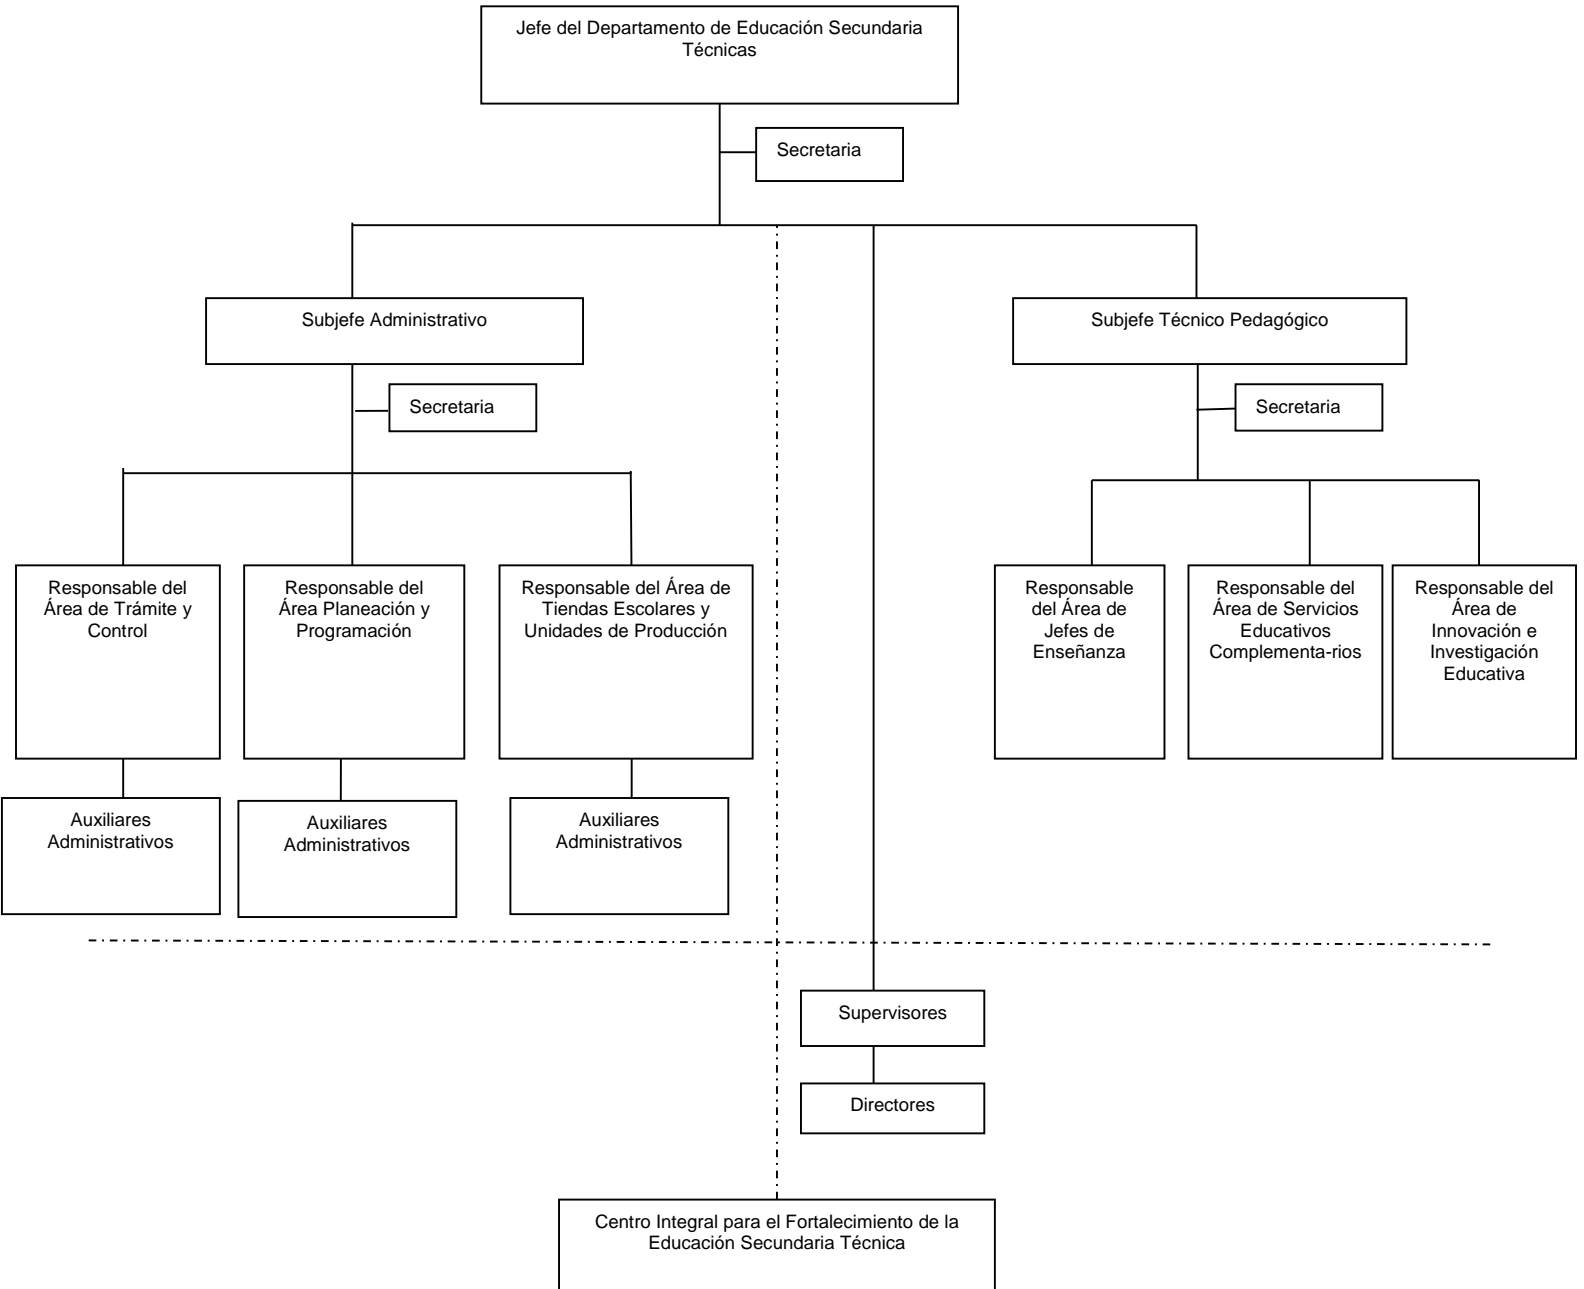 Jefe del Departamento de Educación Secundaria
Técnicas
Secretaria
Subjefe Administrativo
Subjefe Técnico Pedagógico
Secretaria
Secretaria
Responsable del
Área de Trámite y
Control
Responsable del
Área Planeación y
Programación
Responsable del Área de
Tiendas Escolares y
Unidades de Producción
Responsable
del Área de
Jefes de
Enseñanza
Responsable del
Área de Servicios
Educativos
Complementa-rios
Responsable del
Área de
Innovación e
Investigación
Educativa
Auxiliares
Administrativos
Auxiliares
Administrativos
Auxiliares
Administrativos
Supervisores
Directores
Centro Integral para el Fortalecimiento de la
Educación Secundaria Técnica